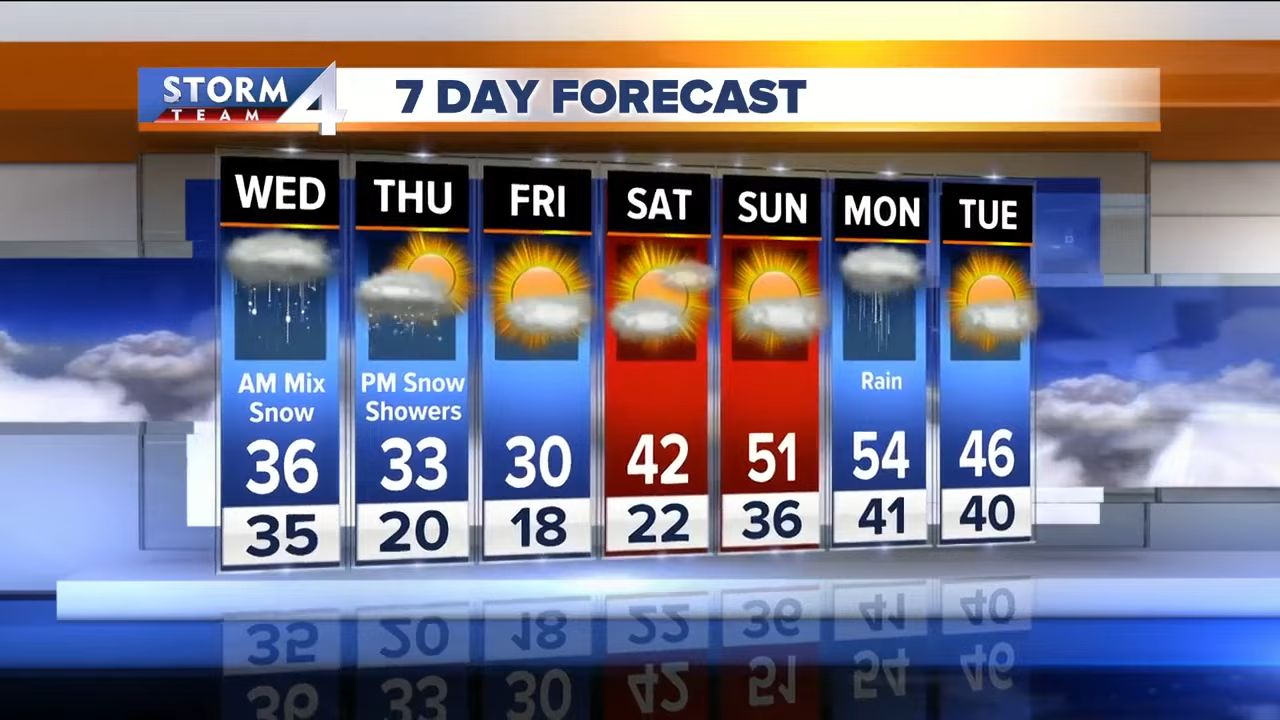 STORM
TEAM
4
7 DAY FORECAST
WED
THU
FRI
SAT
SUN
MON
TUE
AM Mix
Snow
PM Snow
Showers
Rain
36
33
30
42
51
54
46
35
20
18
22
36
41
40